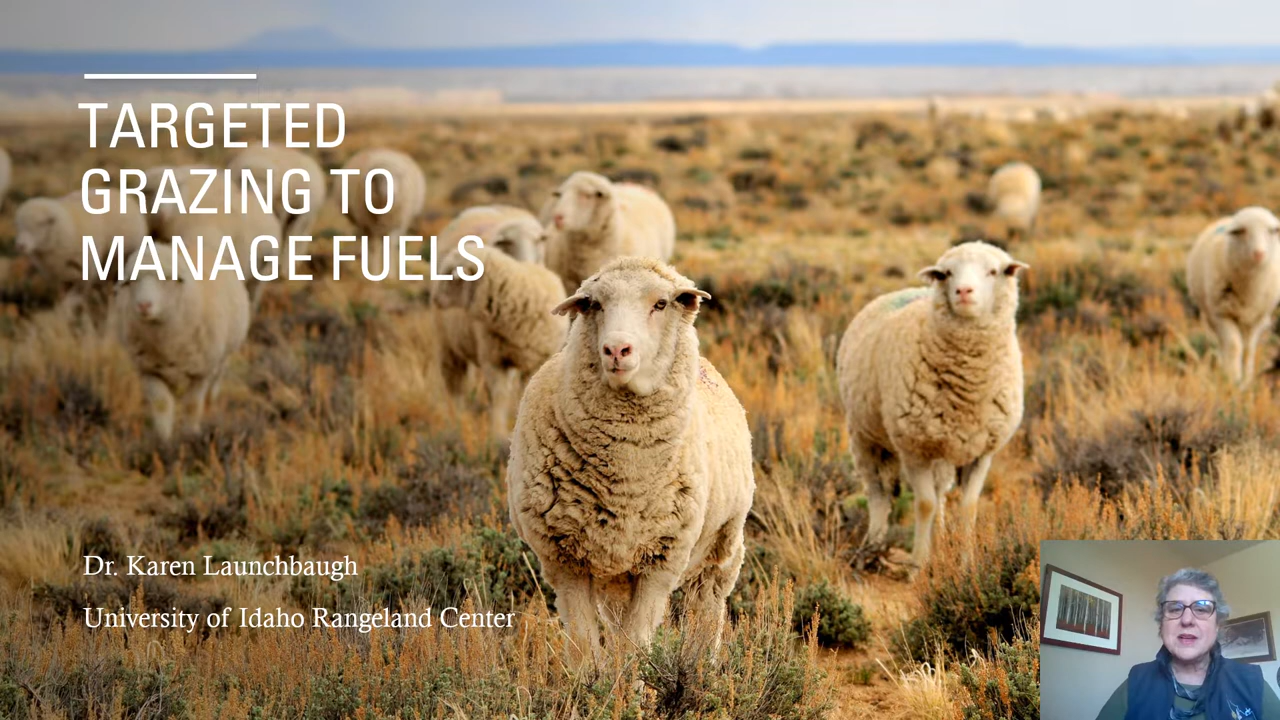 TARGETED
GRAZING TO
MANAGE FUELS
Dr. Karen Launchbaugh
University of Idaho Rangeland Center